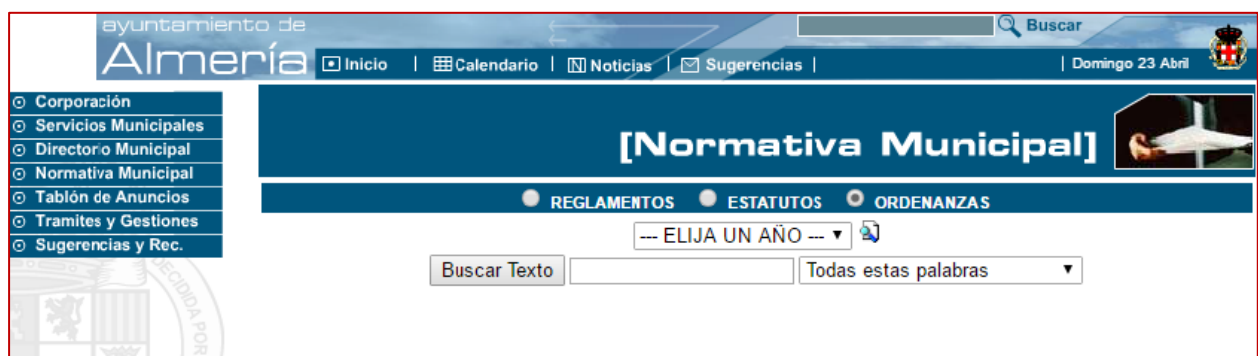 ayuntamiento de
Almería
Buscar
Inicio | Calendario | Noticias | Sugerencias |
| Domingo 23 Abril
Corporación
Servicios Municipales
Directorio Municipal
Normativa Municipal
Tablón de Anuncios
Tramites y Gestiones
Sugerencias y Rec.
[Normativa Municipal]
REGLAMENTOS ESTATUTOS ORDENANZAS
--- ELIJA UN AÑO ---
Buscar Texto Todas estas palabras
DECIDIDA POR